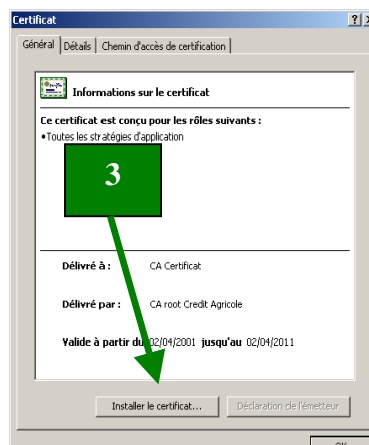 Certificat
Général Détails Chemin d'accès de certification
Informations sur le certificat
Ce certificat est conçu pour les rôles suivants :
•Toutes les stratégies d'application
3
Délivré à : CA Certificat
Délivré par : CA root Credit Agricole
Valide à partir du 02/04/2001 jusqu'au 02/04/2011
Installer le certificat... Déclaration de l'émetteur
OK